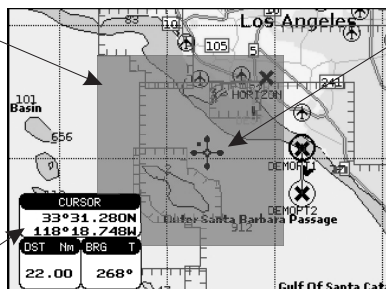 83
10
Los Angeles
105
5
241
HORIZON
101
Basin
656
DEMOPT1
DEMOPT2
CURSOR
33°31.280N
118°18.748W
Outer Santa Barbara Passage
912
DST Nm BRG T
22.00 268°
Gulf Of Santa Cat